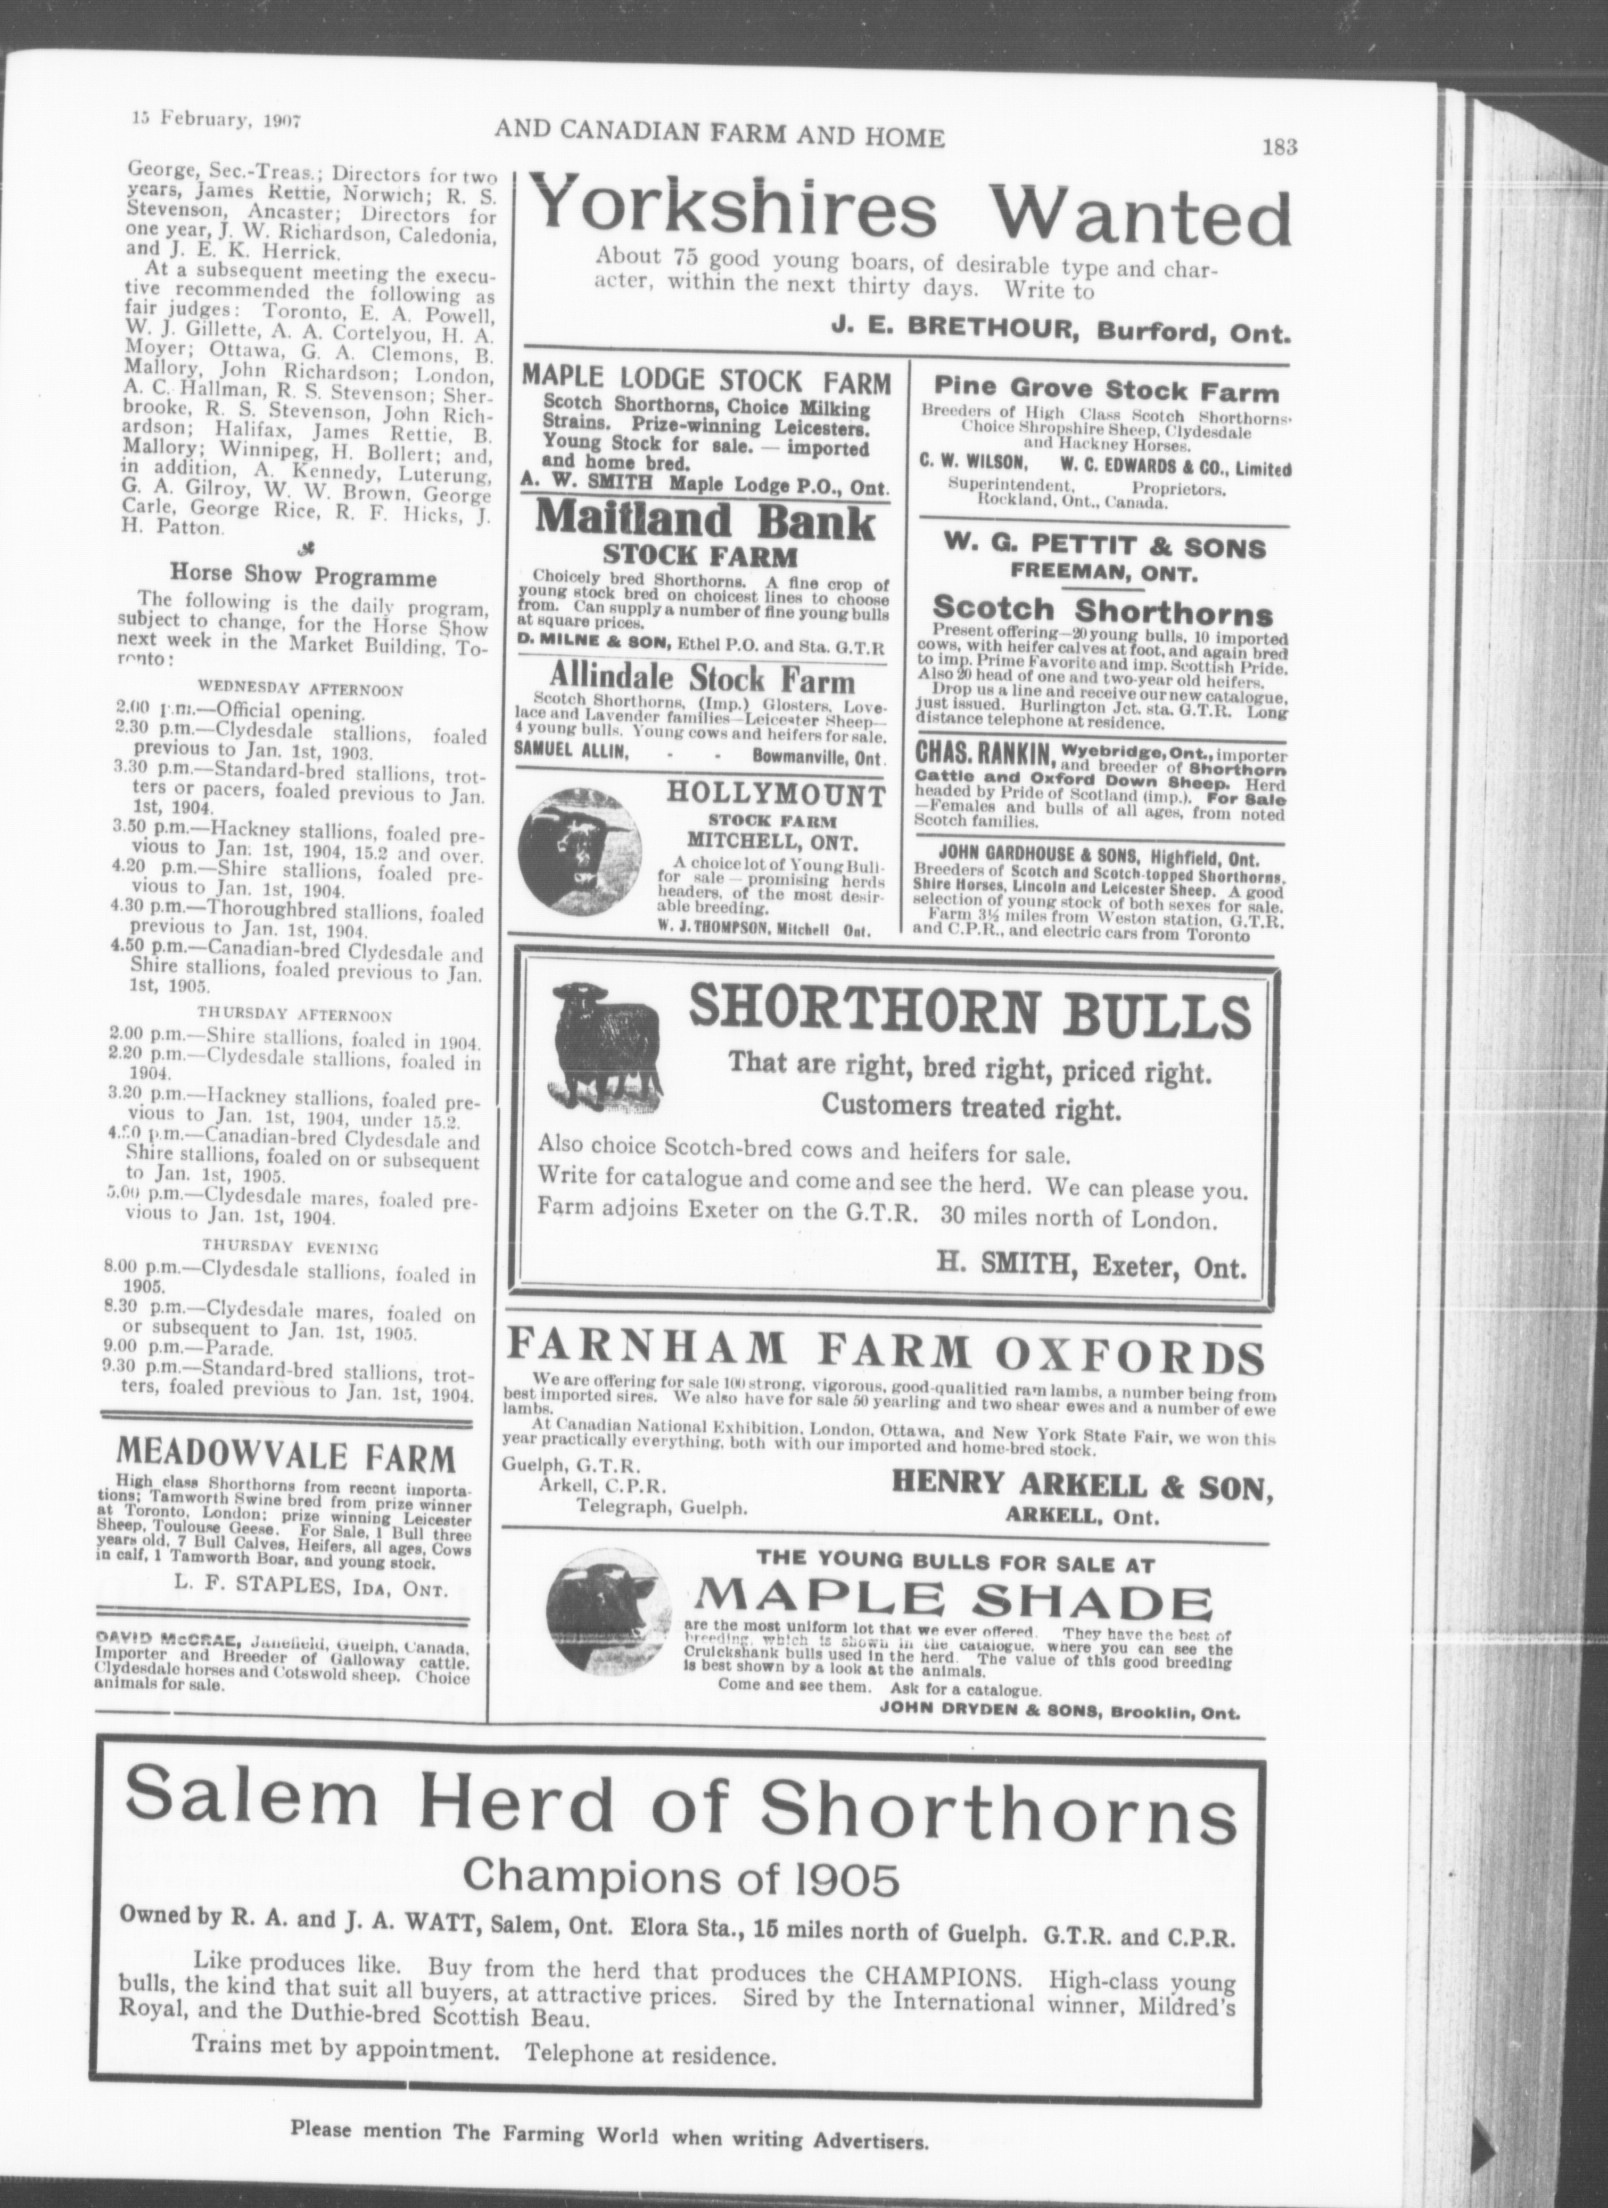 15 February, 1907
AND CANADIAN FARM AND HOME
183
George, Sec.-Treas.; Directors for two
years, James Rettie, Norwich; R. S.
Stevenson, Ancaster; Directors for
one year, J. W. Richardson, Caledonia,
and J. E. K. Herrick.
At a subsequent meeting the execu-
tive recommended the following as
fair judges: Toronto, E. A. Powell,
W. J. Gillette, A. A. Cortelyou, H. A.
Moyer; Ottawa, G. A. Clemons, B.
Mallory, John Richardson; London,
A. C. Hallman, R. S. Stevenson; Sher-
brooke, R. S. Stevenson, John Rich-
ardson; Halifax, James Rettie, B.
Mallory; Winnipeg, H. Bollert; and,
in addition, A. Kennedy, Luterung,
G. A. Gilroy, W. W. Brown, George
Carle, George Rice, R. F. Hicks, J.
H. Patton.
Horse Show Programme
The following is the daily program,
subject to change, for the Horse Show
next week in the Market Building, To-
ronto:
WEDNESDAY AFTERNOON
2.00 p.m.—Official opening.
2.30 p.m.—Clydesdale stallions, foaled
previous to Jan. 1st, 1903.
3.30 p.m.—Standard-bred stallions, trot-
ters or pacers, foaled previous to Jan.
1st, 1904.
3.50 p.m.—Hackney stallions, foaled pre-
vious to Jan. 1st, 1904, 15.2 and over.
4.20 p.m.—Shire stallions, foaled pre-
vious to Jan. 1st, 1904.
4.30 p.m.—Thoroughbred stallions, foaled
previous to Jan. 1st, 1904.
4.50 p.m.—Canadian-bred Clydesdale and
Shire stallions, foaled previous to Jan.
1st, 1905.
THURSDAY AFTERNOON
2.00 p.m.—Shire stallions, foaled in 1904.
2.20 p.m.—Clydesdale stallions, foaled in
1904.
3.20 p.m.—Hackney stallions, foaled pre-
vious to Jan. 1st, 1904, under 15.2.
p.m.—Canadian-bred Clydesdale and
Shire stallions, foaled on or subsequent
to Jan. 1st, 1905.
5.00 p.m.—Clydesdale mares, foaled pre-
vious to Jan. 1st, 1904.
THURSDAY EVENING
8.00 p.m.—Clydesdale stallions, foaled in
1905.
8.30 p.m.—Clydesdale mares, foaled on
or subsequent to Jan. 1st, 1905.
9.00 p.m.—Parade.
9.30 p.m.—Standard-bred stallions, trot-
ters, foaled previous to Jan. 1st, 1904.
MEADOWVALE FARM
High class Shorthorns from recent importa-
tions; Tamworth Swine bred from prize winner
at Toronto, London; prize winning Leicester
Sheep, Toulouse Geese. For Sale, 1 Bull three
years old, 7 Bull Calves, Heifers, all ages, Cows
in calf, 1 Tamworth Boar, and young stock.
L. F. STAPLES, IDA, ONT.
DAVID McCRAE, Janefield, Guelph, Canada,
Importer and Breeder of Galloway cattle,
Clydesdale horses and Cotswold sheep. Choice
animals for sale.
Yorkshires Wanted
About 75 good young boars, of desirable type and char-
acter, within the next thirty days. Write to
J. E. BRETHOUR, Burford, Ont.
MAPLE LODGE STOCK FARM
Scotch Shorthorns, Choice Milking
Strains. Prize-winning Leicesters.
Young Stock for sale. — imported
and home bred.
A. W. SMITH Maple Lodge P.O., Ont.
Maitland Bank
STOCK FARM
Choicely bred Shorthorns. A fine crop of
young stock bred on choicest lines to choose
from. Can supply a number of fine young bulls
at square prices.
D. MILNE & SON, Ethel P.O. and Sta. G.T.R
Allindale Stock Farm
Scotch Shorthorns, (Imp.) Glosters, Love-
lace and Lavender families—Leicester Sheep—
4 young bulls. Young cows and heifers for sale.
SAMUEL ALLIN, - - Bowmanville, Ont.
HOLLYMOUNT
STOCK FARM
MITCHELL, ONT.
A choice lot of Young Bull-
for sale — promising herds
headers, of the most desir-
able breeding.
W. J. THOMPSON, Mitchell Ont.
Pine Grove Stock Farm
Breeders of High Class Scotch Shorthorns.
Choice Shropshire Sheep, Clydesdale
and Hackney Horses.
C. W. WILSON, W. C. EDWARDS & CO., Limited
Superintendent, Proprietors.
Rockland, Ont., Canada.
W. G. PETTIT & SONS
FREEMAN, ONT.
Scotch Shorthorns
Present offering—20 young bulls, 10 imported
cows, with heifer calves at foot, and again bred
to imp. Prime Favorite and imp. Scottish Pride.
Also 20 head of one and two-year old heifers.
Drop us a line and receive our new catalogue,
just issued. Burlington Jct. sta. G.T.R. Long
distance telephone at residence.
CHAS. RANKIN, Wyebridge, Ont., importer
and breeder of Shorthorn
Cattle and Oxford Down Sheep. Herd
headed by Pride of Scotland (imp.). For Sale
—Females and bulls of all ages, from noted
Scotch families.
JOHN GARDHOUSE & SONS, Highfield, Ont.
Breeders of Scotch and Scotch-topped Shorthorns,
Shire Horses, Lincoln and Leicester Sheep. A good
selection of young stock of both sexes for sale.
Farm 3½ miles from Weston station, G.T.R.
and C.P.R., and electric cars from Toronto
SHORTHORN BULLS
That are right, bred right, priced right.
Customers treated right.
Also choice Scotch-bred cows and heifers for sale.
Write for catalogue and come and see the herd. We can please you.
Farm adjoins Exeter on the G.T.R. 30 miles north of London.
H. SMITH, Exeter, Ont.
FARNHAM FARM OXFORDS
We are offering for sale 100 strong, vigorous, good-qualitied ram lambs, a number being from
best imported sires. We also have for sale 50 yearling and two shear ewes and a number of ewe
lambs.
At Canadian National Exhibition, London, Ottawa, and New York State Fair, we won this
year practically everything, both with our imported and home-bred stock.
Guelph, G.T.R.
Arkell, C.P.R.
Telegraph, Guelph.
HENRY ARKELL & SON,
ARKELL, Ont.
THE YOUNG BULLS FOR SALE AT
MAPLE SHADE
are the most uniform lot that we ever offered. They have the best of
breeding, which is shown in the catalogue, where you can see the
Cruickshank bulls used in the herd. The value of this good breeding
is best shown by a look at the animals.
Come and see them. Ask for a catalogue.
JOHN DRYDEN & SONS, Brooklin, Ont.
Salem Herd of Shorthorns
Champions of 1905
Owned by R. A. and J. A. WATT, Salem, Ont. Elora Sta., 15 miles north of Guelph. G.T.R. and C.P.R.
Like produces like. Buy from the herd that produces the CHAMPIONS. High-class young
bulls, the kind that suit all buyers, at attractive prices. Sired by the International winner, Mildred's
Royal, and the Duthie-bred Scottish Beau.
Trains met by appointment. Telephone at residence.
Please mention The Farming World when writing Advertisers.